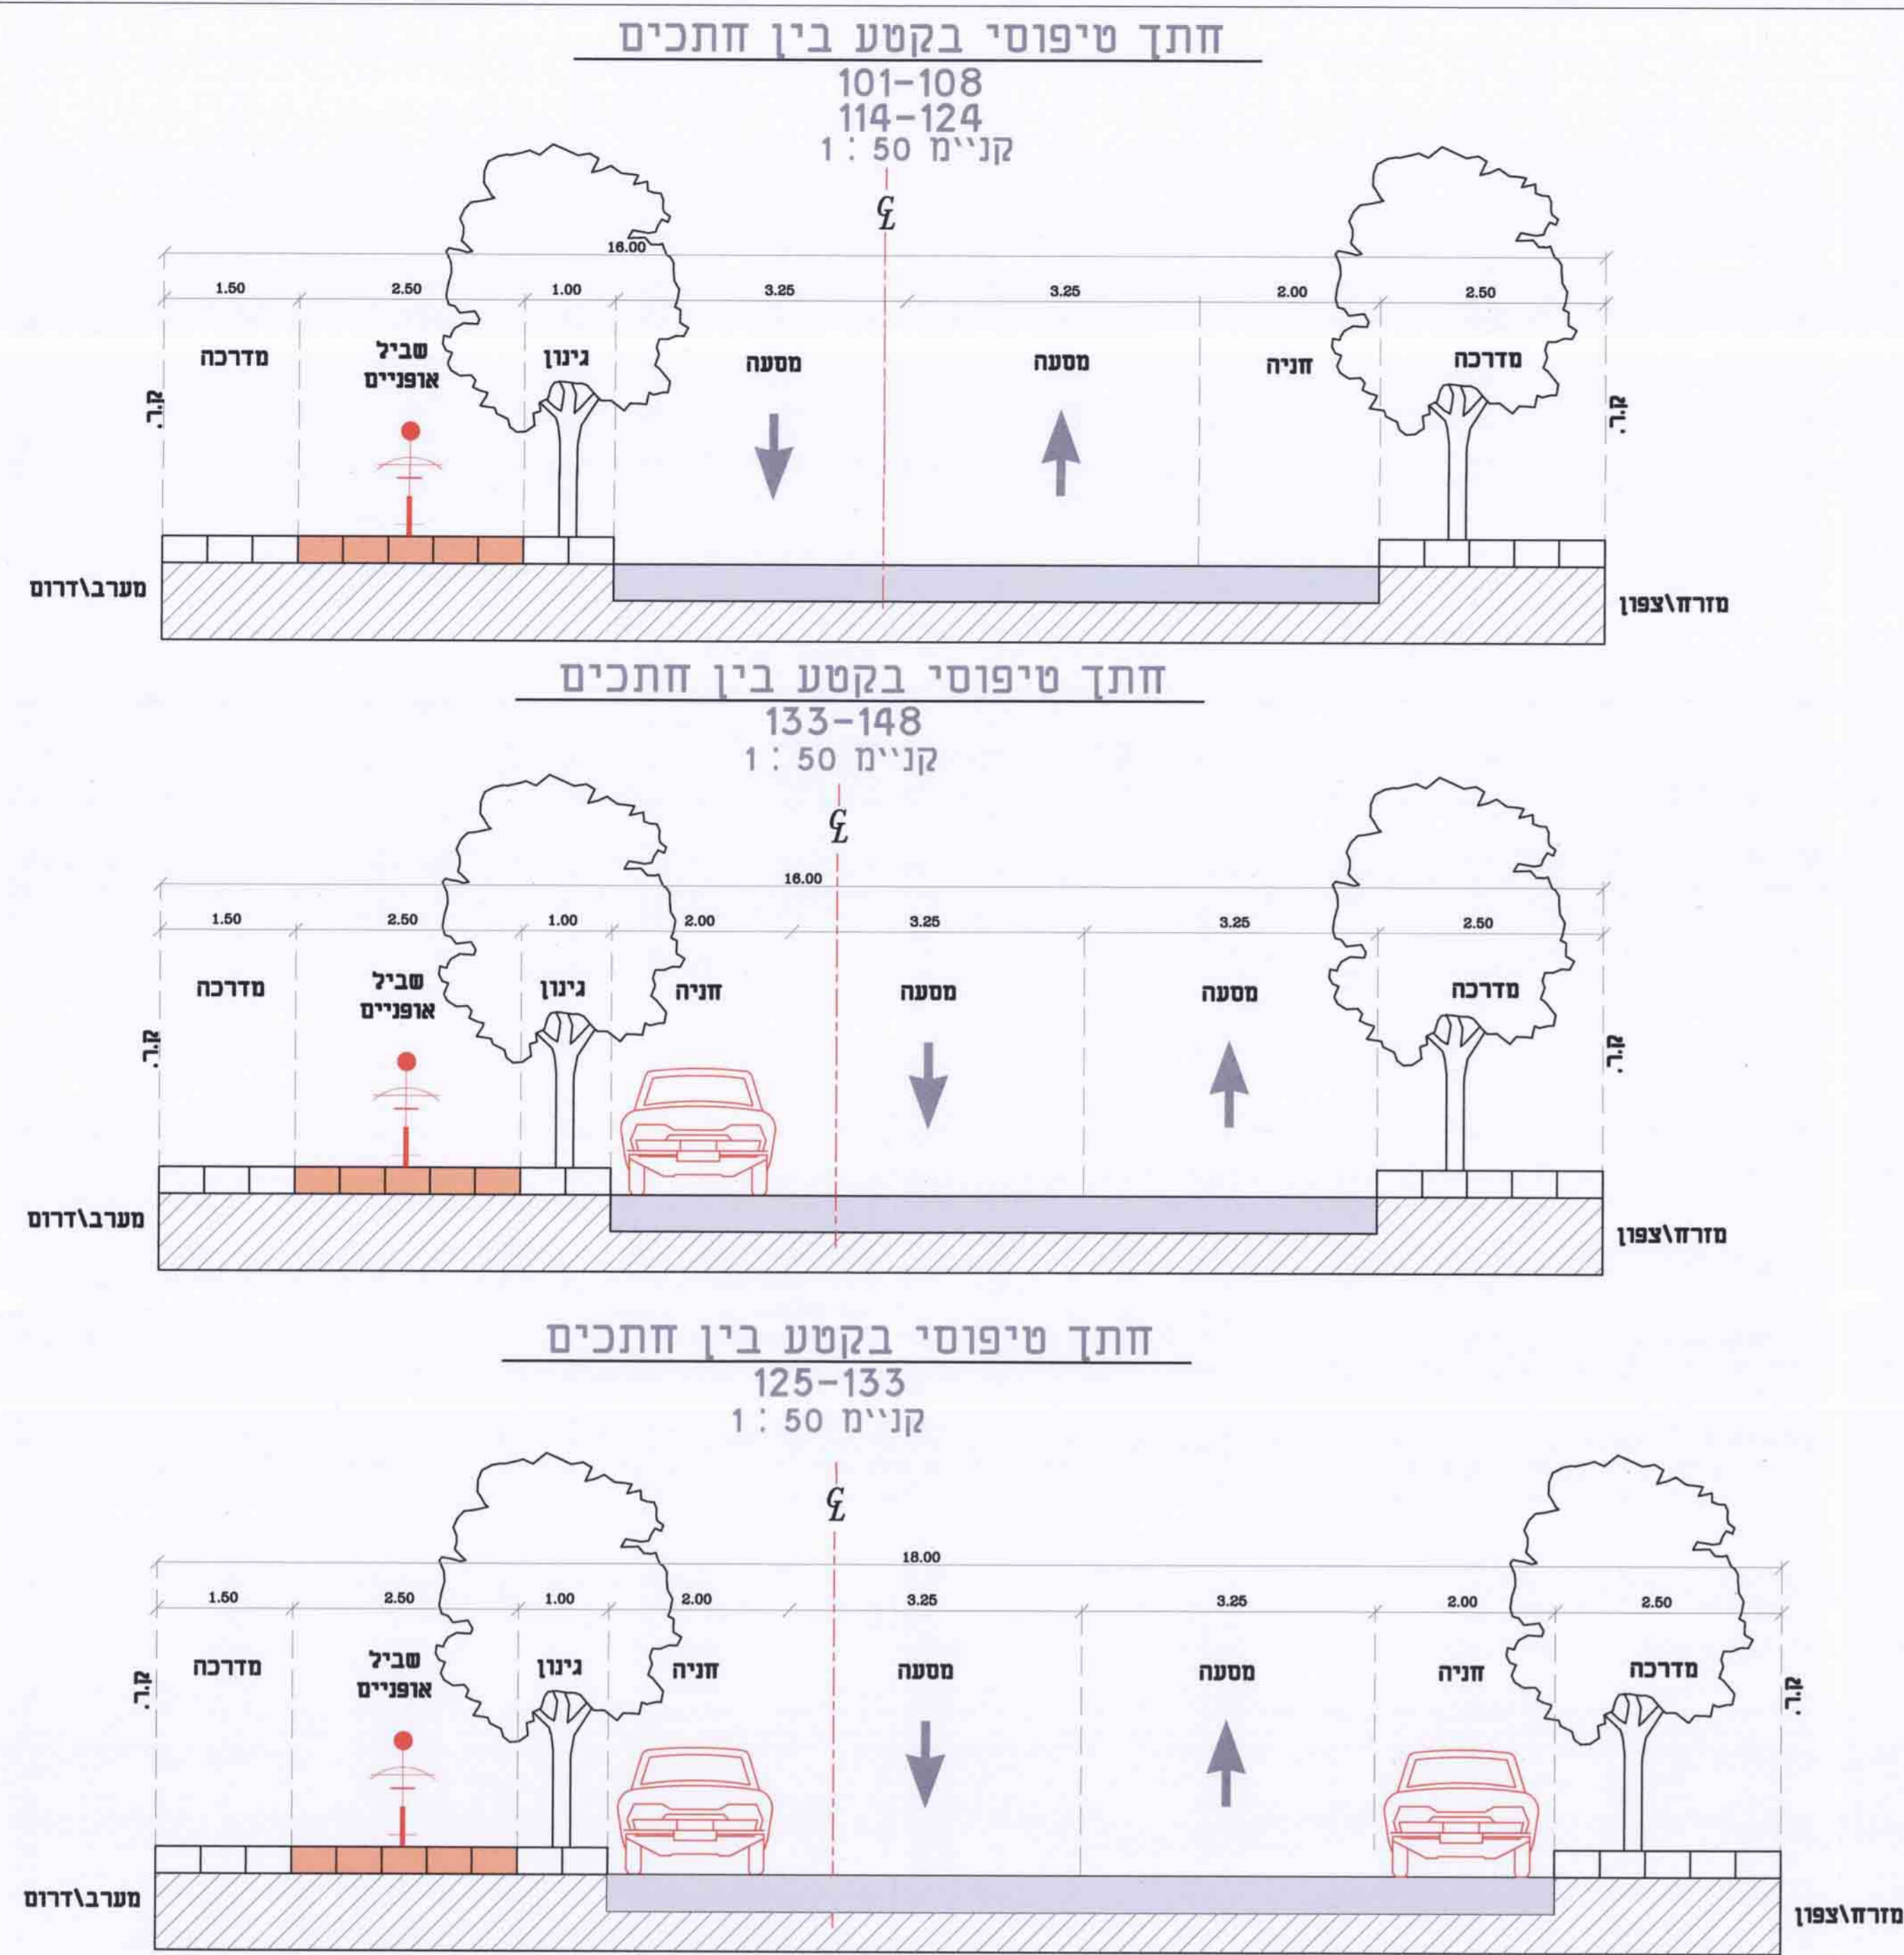 חתך טיפוסי בקטע בין חתכים
101-108
114-124
קנ''מ 50 : 1
℄
16.00
1.50 2.50 1.00 3.25 3.25 2.00 2.50
מדרכה
שביל
אופניים
גינון
מסעה
מסעה
חניה
מדרכה
ק.ר.
ק.ר.
מערב\דרום
מזרח\צפון
חתך טיפוסי בקטע בין חתכים
133-148
קנ''מ 50 : 1
℄
16.00
1.50 2.50 1.00 2.00 3.25 3.25 2.50
מדרכה
שביל
אופניים
גינון
חניה
מסעה
מסעה
מדרכה
ק.ר.
ק.ר.
מערב\דרום
מזרח\צפון
חתך טיפוסי בקטע בין חתכים
125-133
קנ''מ 50 : 1
℄
18.00
1.50 2.50 1.00 2.00 3.25 3.25 2.00 2.50
מדרכה
שביל
אופניים
גינון
חניה
מסעה
מסעה
חניה
מדרכה
ק.ר.
ק.ר.
מערב\דרום
מזרח\צפון